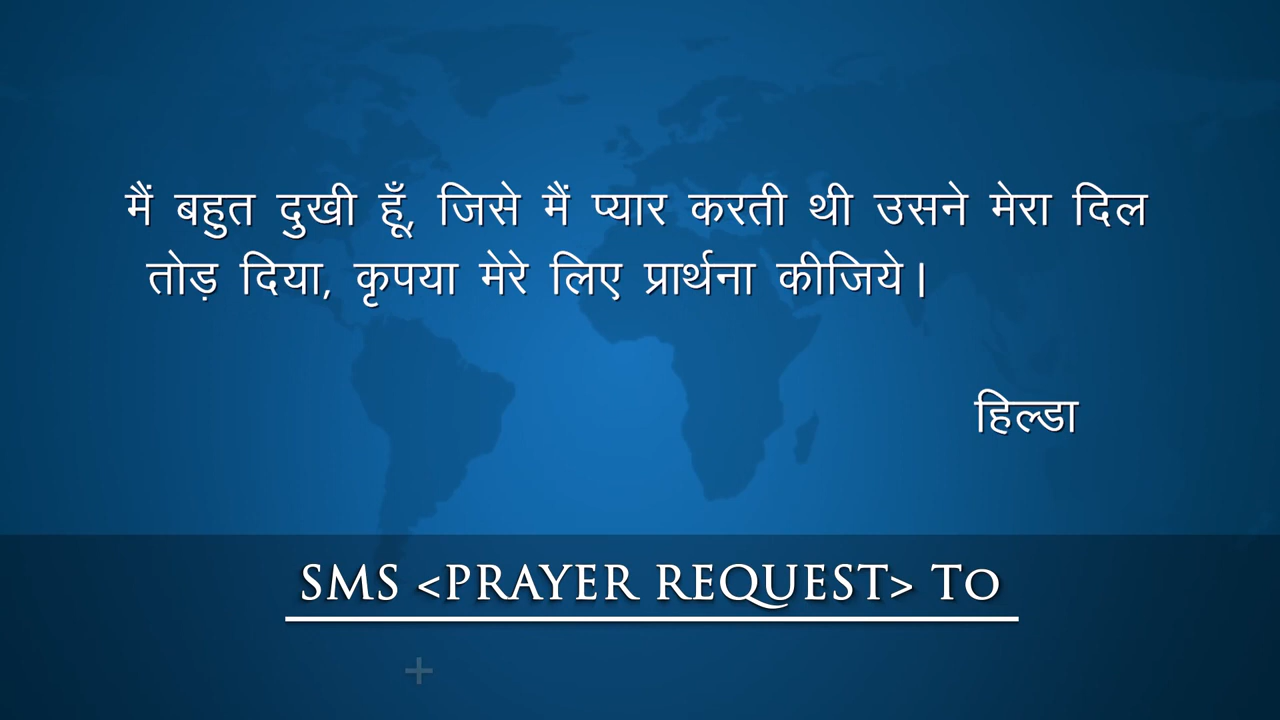 मैं बहुत दुखी हूँ, जिसे मैं प्यार करती थी उसने मेरा दिल
तोड़ दिया, कृपया मेरे लिए प्रार्थना कीजिये।
हिल्डा
SMS <PRAYER REQUEST> To
+